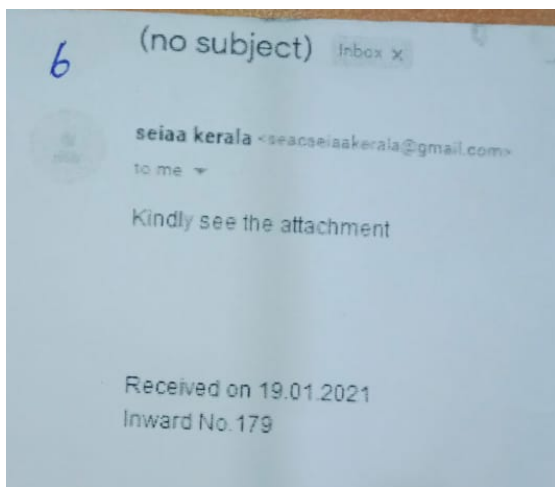 6
(no subject) Inbox x
seiaa kerala <seacseiaakerala@gmail.com>
to me
Kindly see the attachment
Received on 19.01.2021
Inward No.179